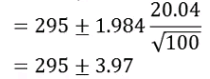 = 295 ± 1.984 20.04/√100
= 295 ± 3.97